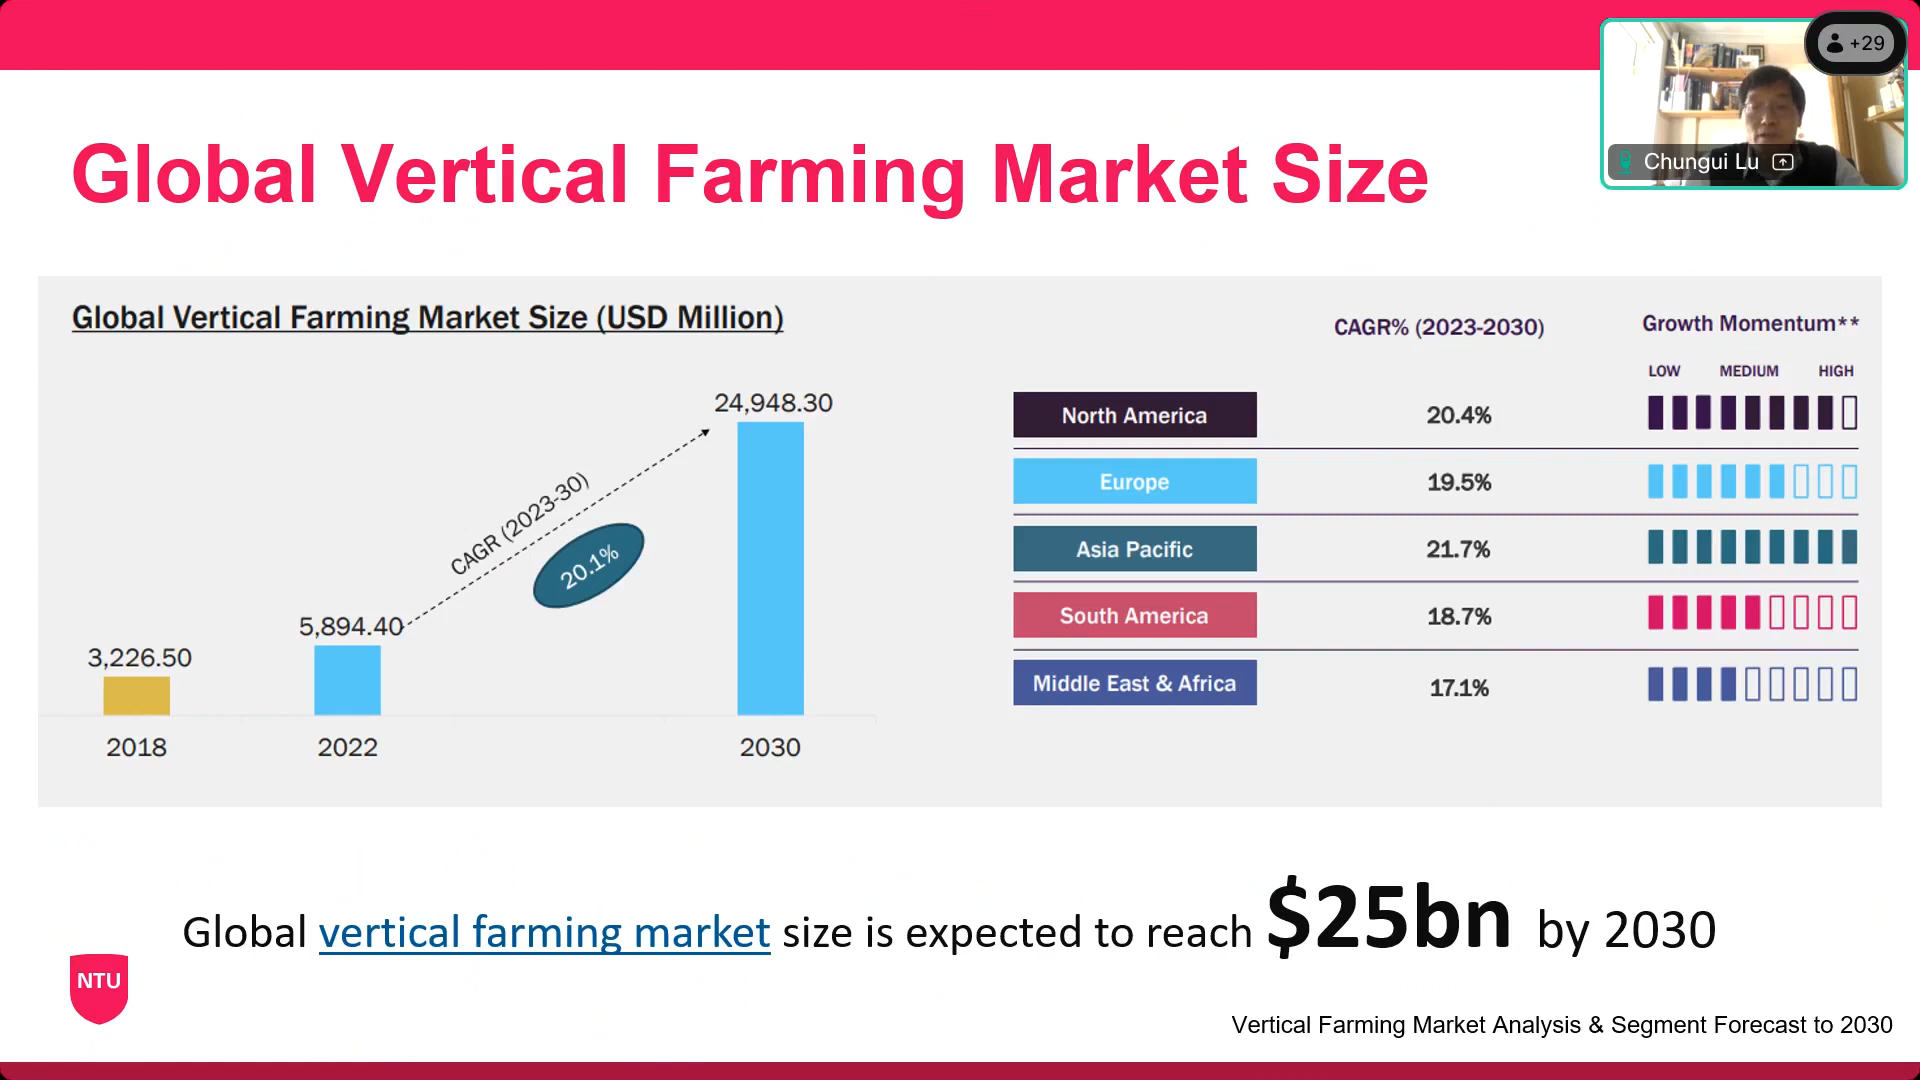 +29
Chungui Lu
Global Vertical Farming Market Size
Global Vertical Farming Market Size (USD Million)
3,226.50
5,894.40
24,948.30
CAGR (2023-30)
20.1%
2018
2022
2030
CAGR% (2023-2030)
Growth Momentum**
LOW MEDIUM HIGH
North America 20.4%
Europe 19.5%
Asia Pacific 21.7%
South America 18.7%
Middle East & Africa 17.1%
Global vertical farming market size is expected to reach $25bn by 2030
NTU
Vertical Farming Market Analysis & Segment Forecast to 2030